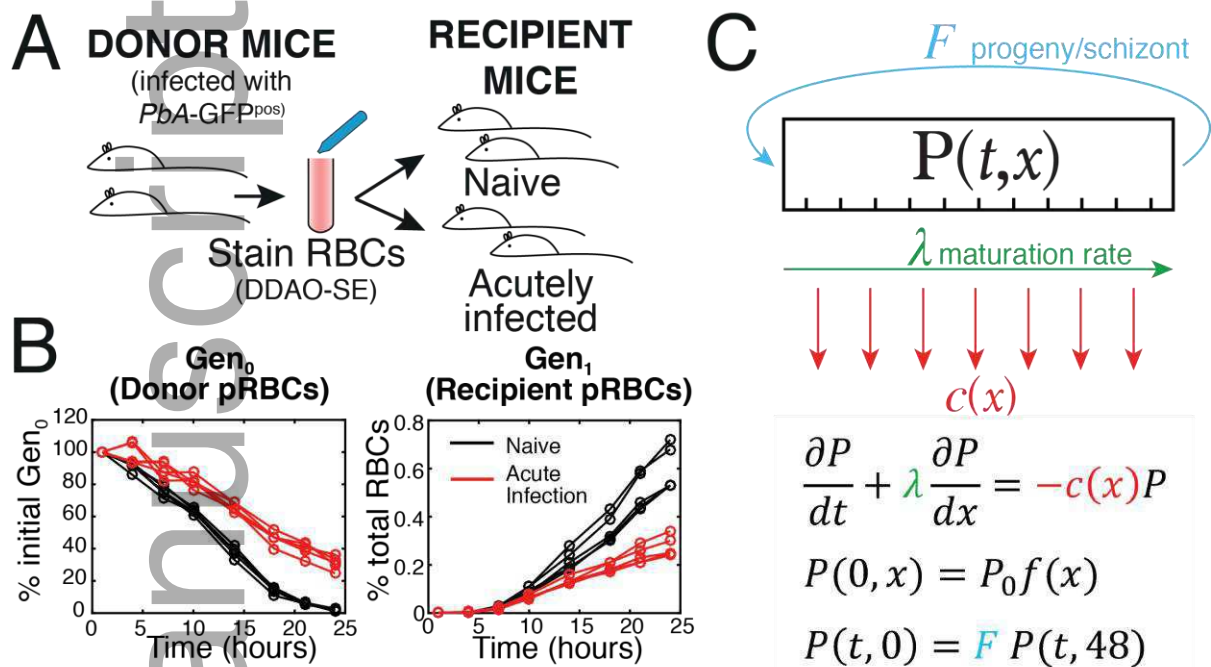 A
DONOR MICE
(infected with
PbA-GFPpos)
RECIPIENT
MICE
Naive
Stain RBCs
(DDAO-SE)
Acutely
infected
B
Gen0
(Donor pRBCs)
% initial Gen0
120
100
80
60
40
20
0
0 5 10 15 20 25
Time (hours)
Gen1
(Recipient pRBCs)
% total RBCs
0.8
0.6
0.4
0.2
0
Naive
Acute
Infection
0 5 10 15 20 25
Time (hours)
C
F progeny/schizont
P(t,x)
λ maturation rate
c(x)
∂P/dt + λ ∂P/dx = -c(x)P
P(0, x) = P0f(x)
P(t, 0) = F P(t, 48)
anuscript